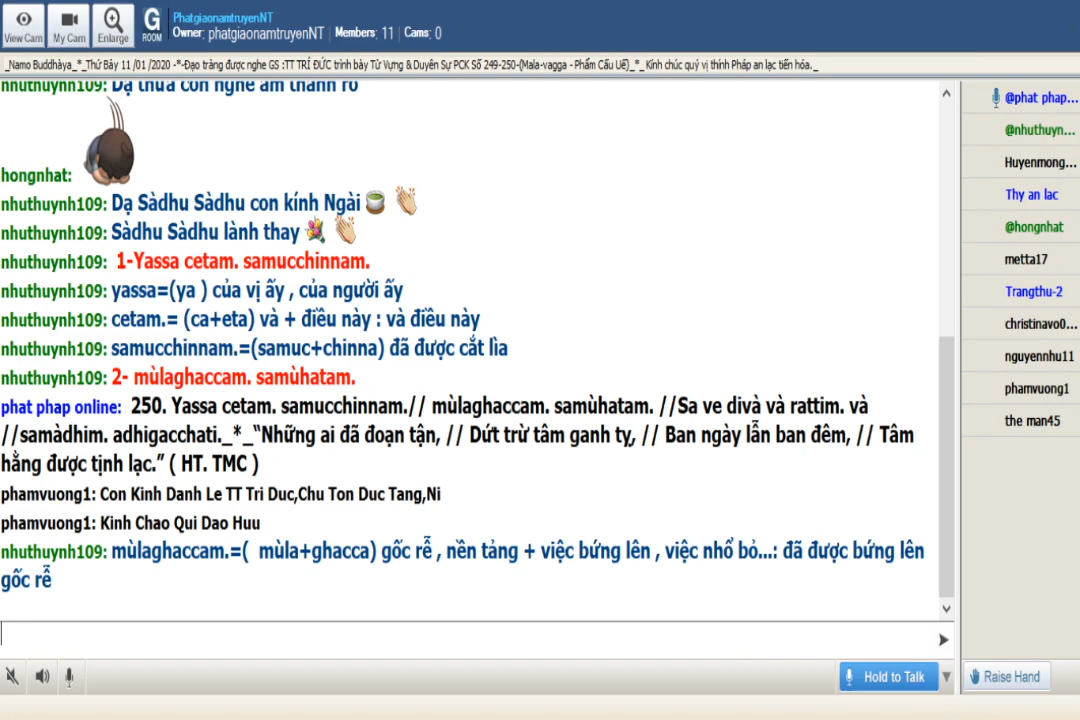 View Cam
My Cam
Enlarge
G
ROOM
PhatgiaonamtruyenNT
Owner: phatgiaonamtruyenNT Members: 11 Cams: 0
_Namo Buddhàya_*_Thứ Bảy 11 /01 /2020 -*-Đạo tràng được nghe GS :TT TRÍ ĐỨC trình bày Từ Vựng & Duyên Sự PCK Số 249-250-(Mala-vagga - Phẩm Cấu Uế)_*_ Kính chúc quý vị thính Pháp an lạc tiến hóa._
nhuthuynh109: Dạ thưa con nghe âm thanh rõ
hongnhat:
nhuthuynh109: Dạ Sàdhu Sàdhu con kính Ngài
nhuthuynh109: Sàdhu Sàdhu lành thay
nhuthuynh109: 1-Yassa cetam. samucchinnam.
nhuthuynh109: yassa=(ya ) của vị ấy , của người ấy
nhuthuynh109: cetam.= (ca+eta) và + điều này : và điều này
nhuthuynh109: samucchinnam.=(samuc+chinna) đã được cắt lìa
nhuthuynh109: 2- mùlaghaccam. samùhatam.
phat phap online: 250. Yassa cetam. samucchinnam.// mùlaghaccam. samùhatam. //Sa ve divà và rattim. và
//samàdhim. adhigacchati._*_“Những ai đã đoạn tận, // Dứt trừ tâm ganh tỵ, // Ban ngày lẫn ban đêm, // Tâm
hằng được tịnh lạc.” ( HT. TMC )
phamvuong1: Con Kinh Danh Le TT Tri Duc,Chu Ton Duc Tang,Ni
phamvuong1: Kinh Chao Qui Dao Huu
nhuthuynh109: mùlaghaccam.=( mùla+ghacca) gốc rễ , nền tảng + việc bứng lên , việc nhổ bỏ...: đã được bứng lên
gốc rễ
@phat phap...
@nhuthuyn...
Huyenmong...
Thy an lac
@hongnhat
metta17
Trangthu-2
christinavo0...
nguyennhu11
phamvuong1
the man45
Hold to Talk
Raise Hand